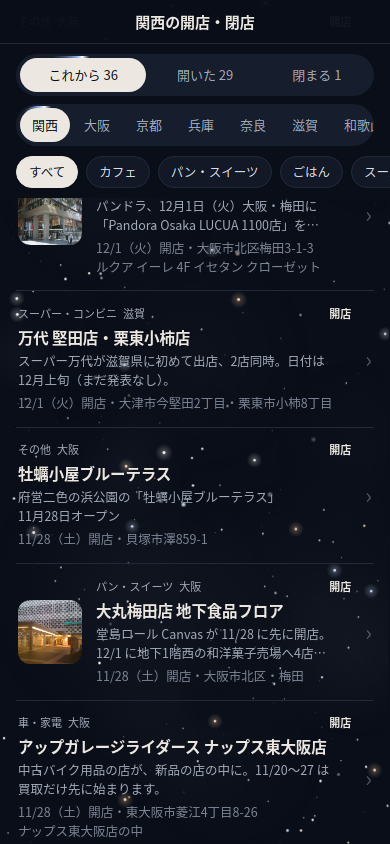 関西の開店・閉店
これから 36
開いた 29
閉まる 1
関西
大阪
京都
兵庫
奈良
滋賀
すべて
カフェ
パン・スイーツ
ごはん
パンドラ、12月1日（火）大阪・梅田に
「Pandora Osaka LUCUA 1100店」を…
12/1（火）開店・大阪市北区梅田3-1-3
ルクア イーレ 4F イセタン クローゼット
スーパー・コンビニ 滋賀
開店
万代 堅田店・栗東小柿店
スーパー万代が滋賀県に初めて出店、2店同時。日付は
12月上旬（まだ発表なし）。
12/1（火）開店・大津市今堅田2丁目・栗東市小柿8丁目
その他 大阪
開店
牡蠣小屋ブルーテラス
府営二色の浜公園の「牡蠣小屋ブルーテラス」
11月28日オープン
11/28（土）開店・貝塚市澤859-1
パン・スイーツ 大阪
開店
大丸梅田店 地下食品フロア
堂島ロール Canvas が 11/28 に先に開店。
12/1 に地下1階西の和洋菓子売場へ4店…
11/28（土）開店・大阪市北区・梅田
車・家電 大阪
開店
アップガレージライダース ナップス東大阪店
中古バイク用品の店が、新品の店の中に。11/20〜27 は
買取だけ先に始まります。
11/28（土）開店・東大阪市菱江4丁目8-26
ナップス東大阪店の中